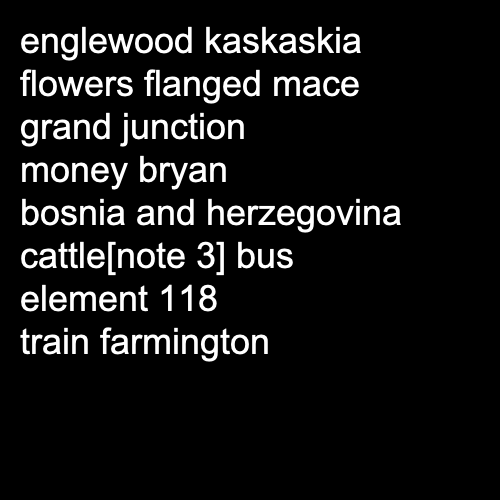 englewood kaskaskia
flowers flanged mace
grand junction
money bryan
bosnia and herzegovina
cattle[note 3] bus
element 118
train farmington